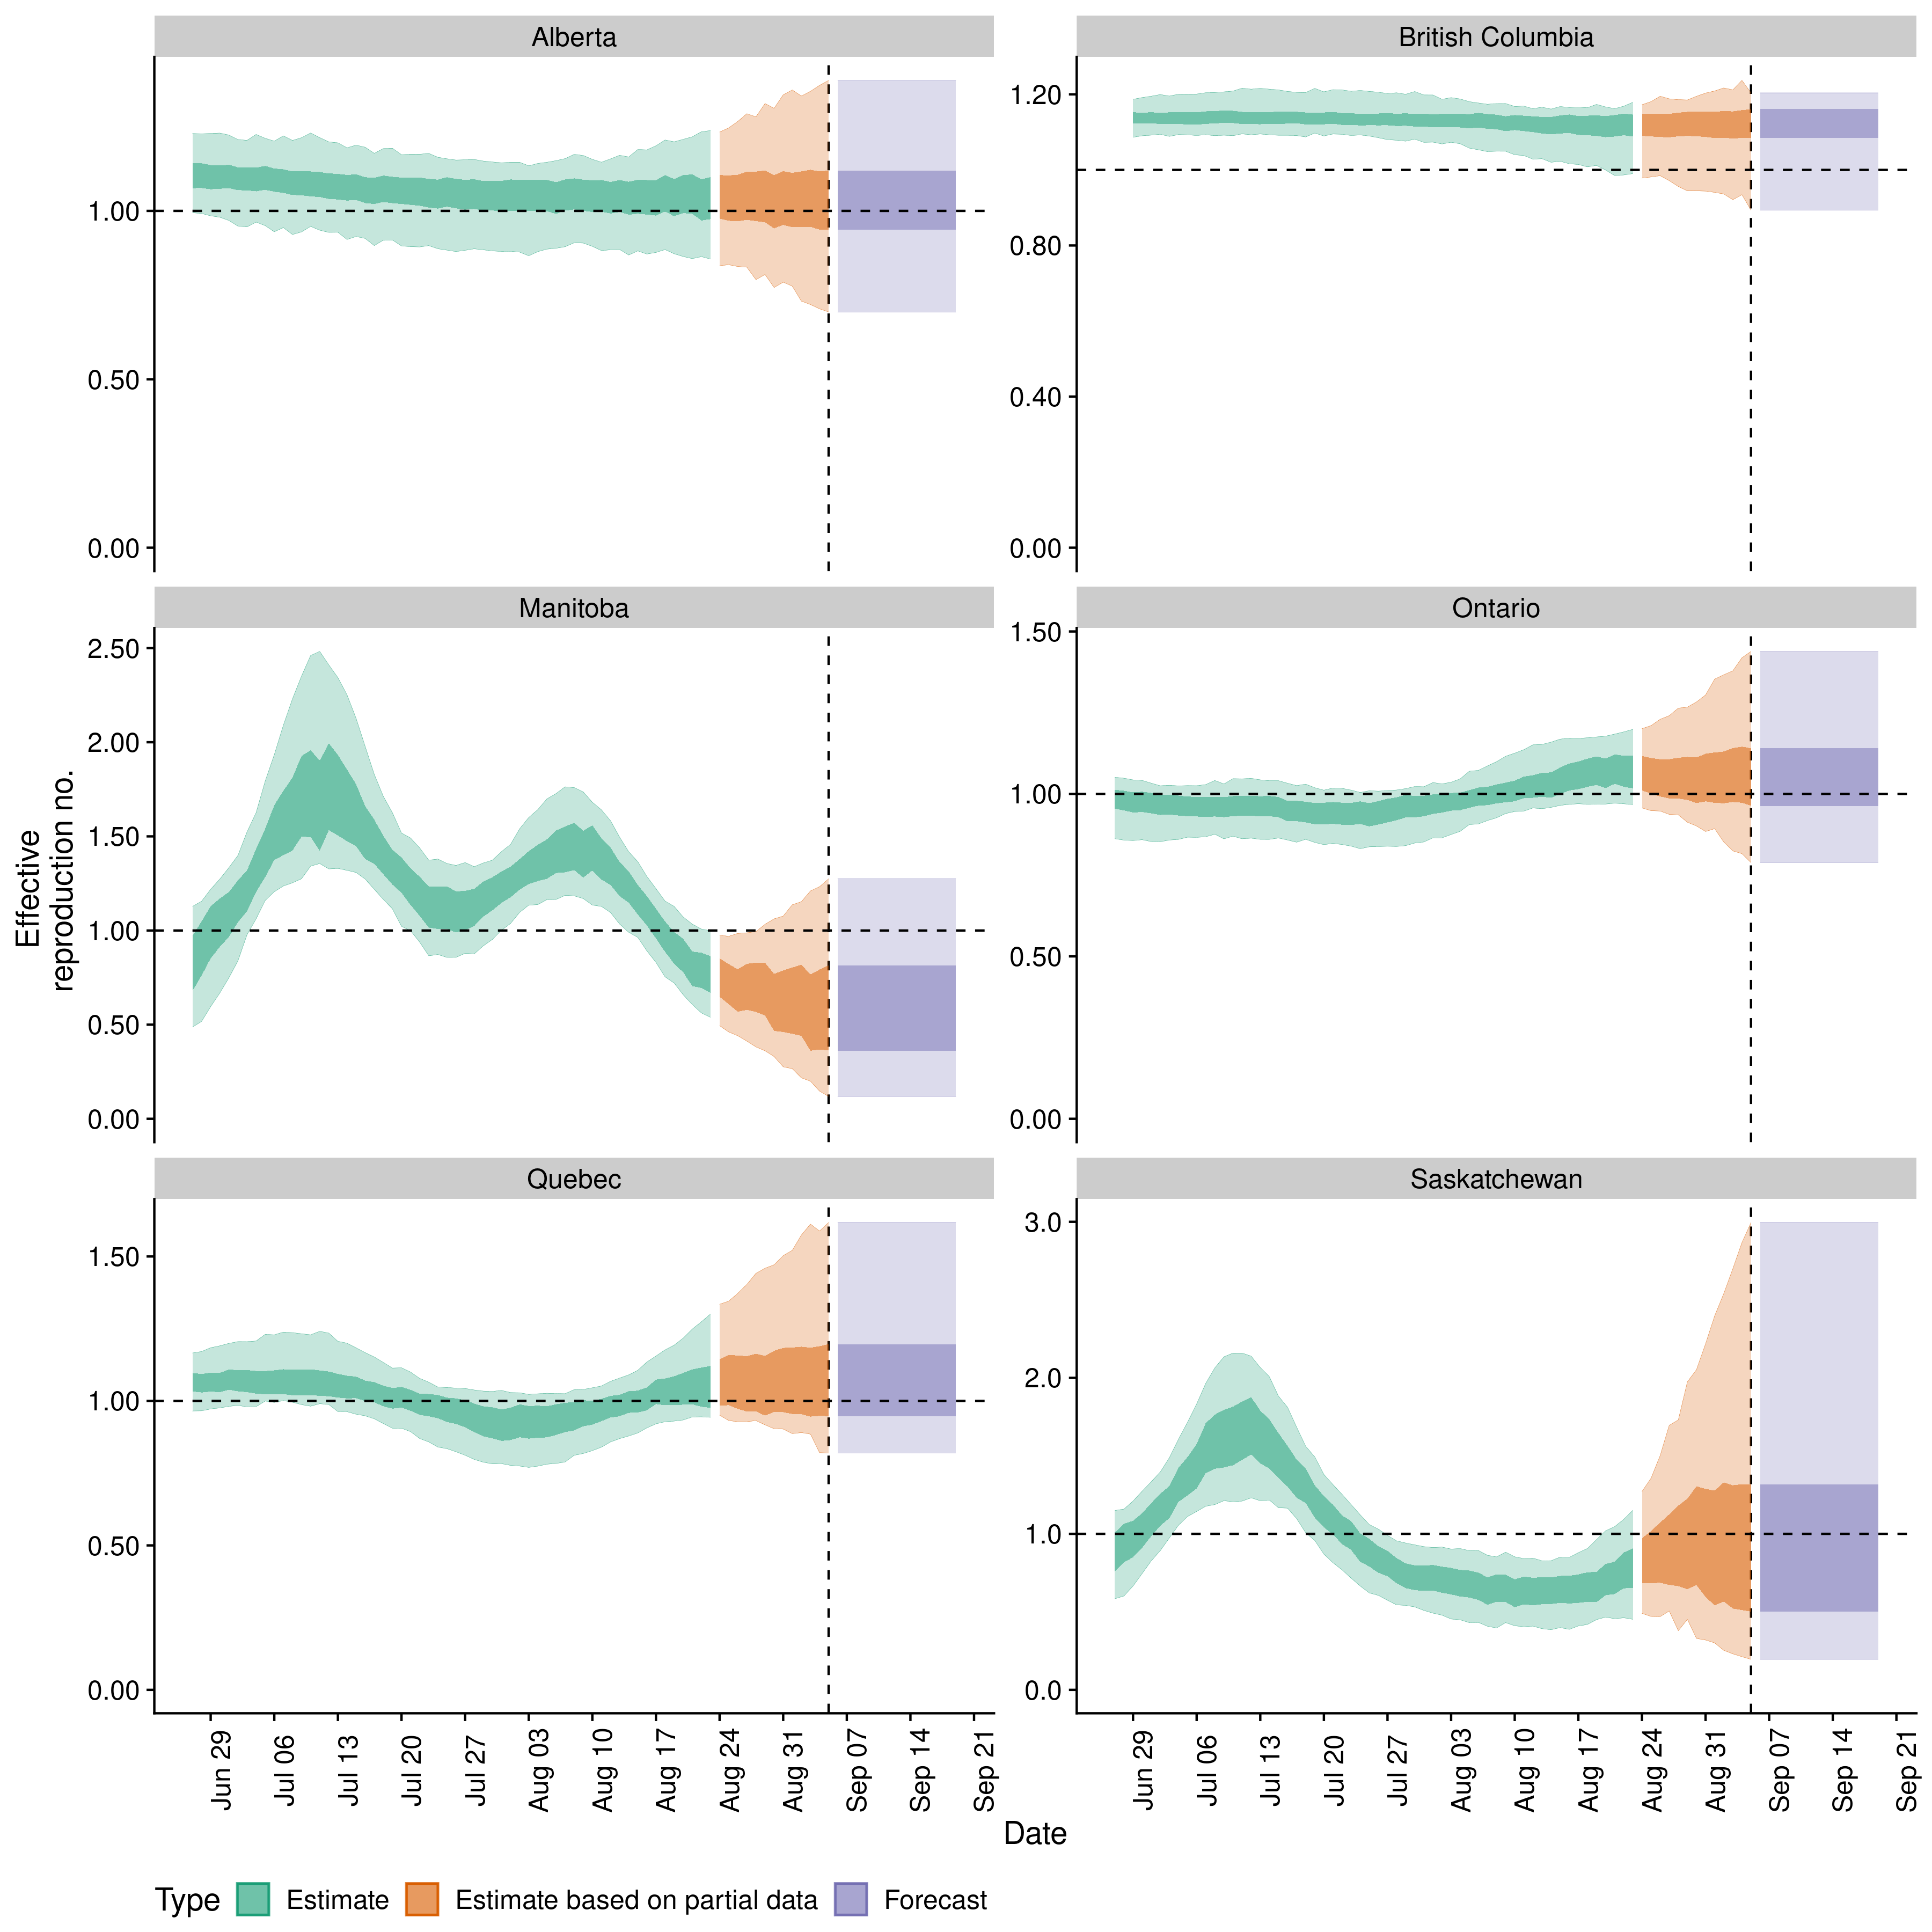 Alberta
British Columbia
1.00
0.50
0.00
1.20
0.80
0.40
0.00
Manitoba
Ontario
2.50
2.00
1.50
1.00
0.50
0.00
1.50
1.00
0.50
0.00
Effective
reproduction no.
Quebec
Saskatchewan
1.50
1.00
0.50
0.00
3.0
2.0
1.0
0.0
Jun 29
Jul 06
Jul 13
Jul 20
Jul 27
Aug 03
Aug 10
Aug 17
Aug 24
Aug 31
Sep 07
Sep 14
Sep 21
Jun 29
Jul 06
Jul 13
Jul 20
Jul 27
Aug 03
Aug 10
Aug 17
Aug 24
Aug 31
Sep 07
Sep 14
Sep 21
Date
Type Estimate Estimate based on partial data Forecast